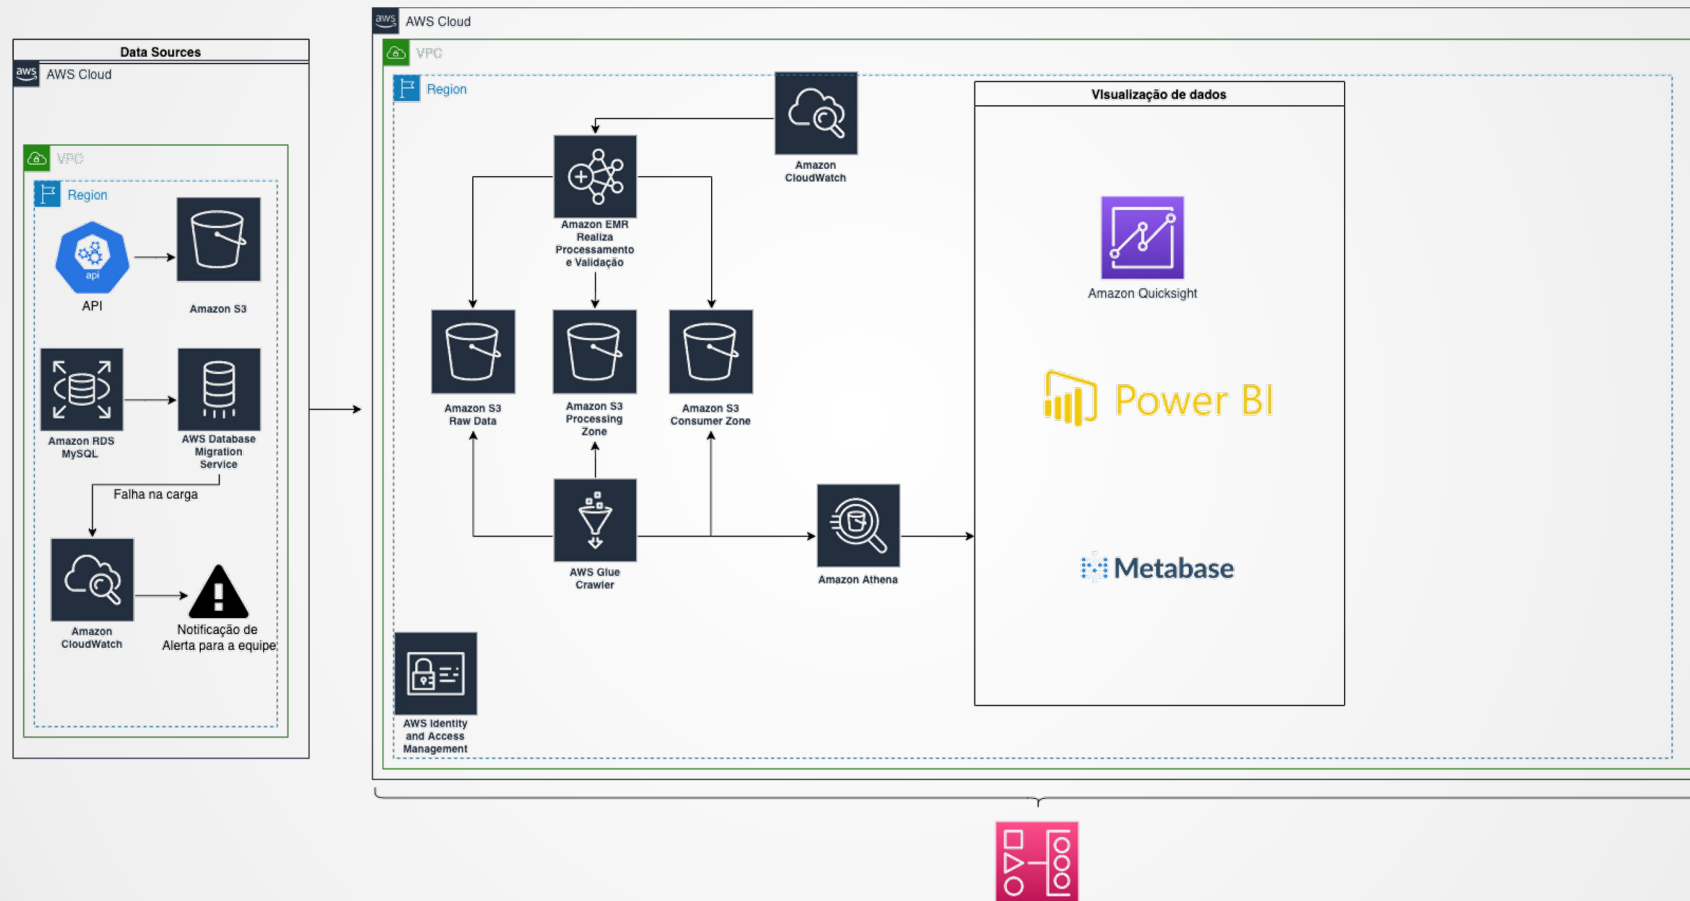 Data Sources
aws
AWS Cloud
VPC
Region
api
API
Amazon S3
Amazon RDS
MySQL
AWS Database
Migration
Service
Falha na carga
Amazon
CloudWatch
Notificação de
Alerta para a equipe
aws
AWS Cloud
VPC
Region
Amazon
CloudWatch
Amazon EMR
Realiza
Processamento
e Validação
Amazon S3
Raw Data
Amazon S3
Processing
Zone
Amazon S3
Consumer Zone
AWS Glue
Crawler
Amazon Athena
AWS Identity
and Access
Management
VIsualização de dados
Amazon Quicksight
Power BI
Metabase